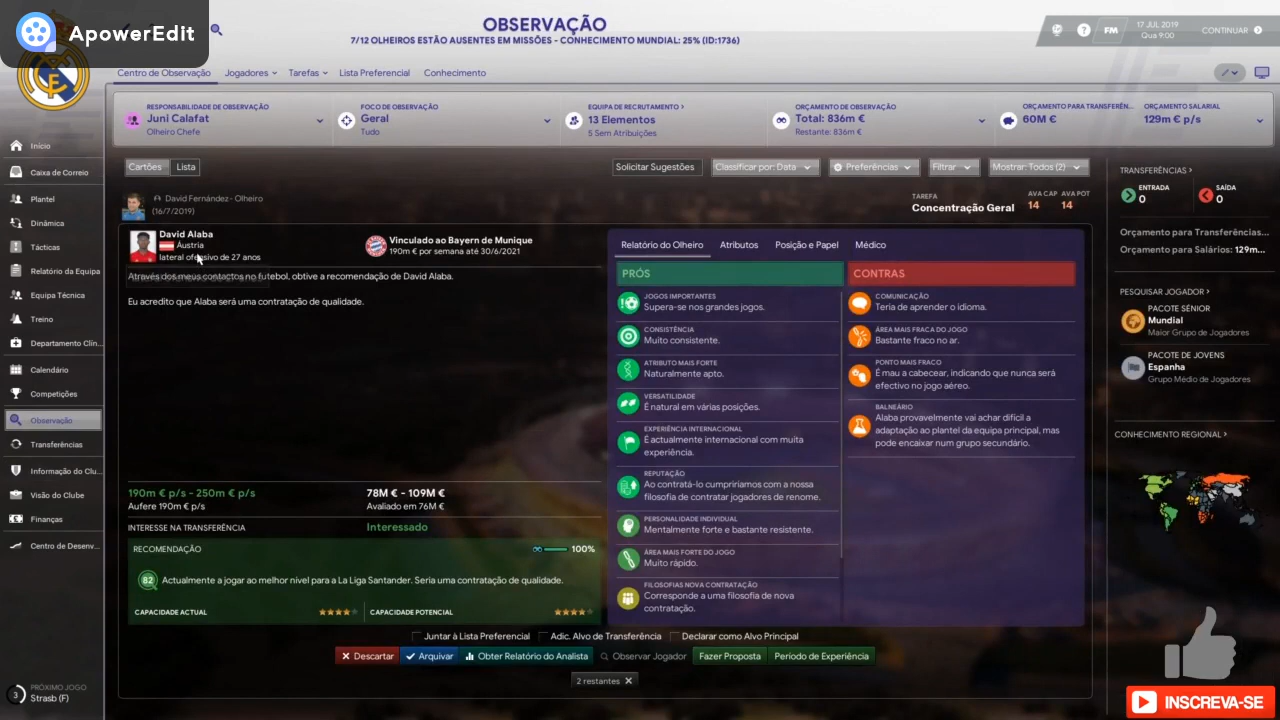 ApowerEdit
OBSERVAÇÃO
7/12 OLHEIROS ESTÃO AUSENTES EM MISSÕES - CONHECIMENTO MUNDIAL: 25% (ID:1736)
?
FM
17 JUL 2019
Qua 9:00
CONTINUAR
Centro de Observação
Jogadores
Tarefas
Lista Preferencial
Conhecimento
RESPONSABILIDADE DE OBSERVAÇÃO
Juni Calafat
Olheiro Chefe
FOCO DE OBSERVAÇÃO
Geral
Tudo
EQUIPA DE RECRUTAMENTO >
13 Elementos
5 Sem Atribuições
ORÇAMENTO DE OBSERVAÇÃO
Total: 836m €
Restante: 836m €
ORÇAMENTO PARA TRANSFERÊN...
60M €
ORÇAMENTO SALARIAL
129m € p/s
Início
Caixa de Correio
Plantel
Dinâmica
Tácticas
Relatório da Equipa
Equipa Técnica
Treino
Departamento Clín...
Calendário
Competições
Observação
Transferências
Informação do Clu...
Visão do Clube
Finanças
Centro de Desenv...
3
PRÓXIMO JOGO
Strasb (F)
Cartões
Lista
Solicitar Sugestões
Classificar por: Data
Preferências
Filtrar
Mostrar: Todos (2)
David Fernández - Olheiro
(16/7/2019)
TAREFA
Concentração Geral
AVA CAP
14
AVA POT
14
David Alaba
Áustria
lateral ofensivo de 27 anos
Vinculado ao Bayern de Munique
190m € por semana até 30/6/2021
Através dos meus contactos no futebol, obtive a recomendação de David Alaba.
Eu acredito que Alaba será uma contratação de qualidade.
190m € p/s - 250m € p/s
Aufere 190m € p/s
78M € - 109M €
Avaliado em 76M €
INTERESSE NA TRANSFERÊNCIA
Interessado
RECOMENDAÇÃO
100%
82
Actualmente a jogar ao melhor nível para a La Liga Santander. Seria uma contratação de qualidade.
CAPACIDADE ACTUAL
CAPACIDADE POTENCIAL
Relatório do Olheiro
Atributos
Posição e Papel
Médico
PRÓS
JOGOS IMPORTANTES
Supera-se nos grandes jogos.
CONSISTÊNCIA
Muito consistente.
ATRIBUTO MAIS FORTE
Naturalmente apto.
VERSATILIDADE
É natural em várias posições.
EXPERIÊNCIA INTERNACIONAL
É actualmente internacional com muita
experiência.
REPUTAÇÃO
Ao contratá-lo cumpriríamos com a nossa
filosofia de contratar jogadores de renome.
PERSONALIDADE INDIVIDUAL
Mentalmente forte e bastante resistente.
ÁREA MAIS FORTE DO JOGO
Muito rápido.
FILOSOFIAS NOVA CONTRATAÇÃO
Corresponde a uma filosofia de nova
contratação.
CONTRAS
COMUNICAÇÃO
Teria de aprender o idioma.
ÁREA MAIS FRACA DO JOGO
Bastante fraco no ar.
PONTO MAIS FRACO
É mau a cabecear, indicando que nunca será
efectivo no jogo aéreo.
BALNEÁRIO
Alaba provavelmente vai achar difícil a
adaptação ao plantel da equipa principal, mas
pode encaixar num grupo secundário.
Juntar à Lista Preferencial
Adic. Alvo de Transferência
Declarar como Alvo Principal
Descartar
Arquivar
Obter Relatório do Analista
Observar Jogador
Fazer Proposta
Período de Experiência
2 restantes
TRANSFERÊNCIAS >
ENTRADA
0
SAÍDA
0
Orçamento para Transferências...
Orçamento para Salários: 129m...
PESQUISAR JOGADOR >
PACOTE SÉNIOR
Mundial
Maior Grupo de Jogadores
PACOTE DE JOVENS
Espanha
Grupo Médio de Jogadores
CONHECIMENTO REGIONAL >
INSCREVA-SE